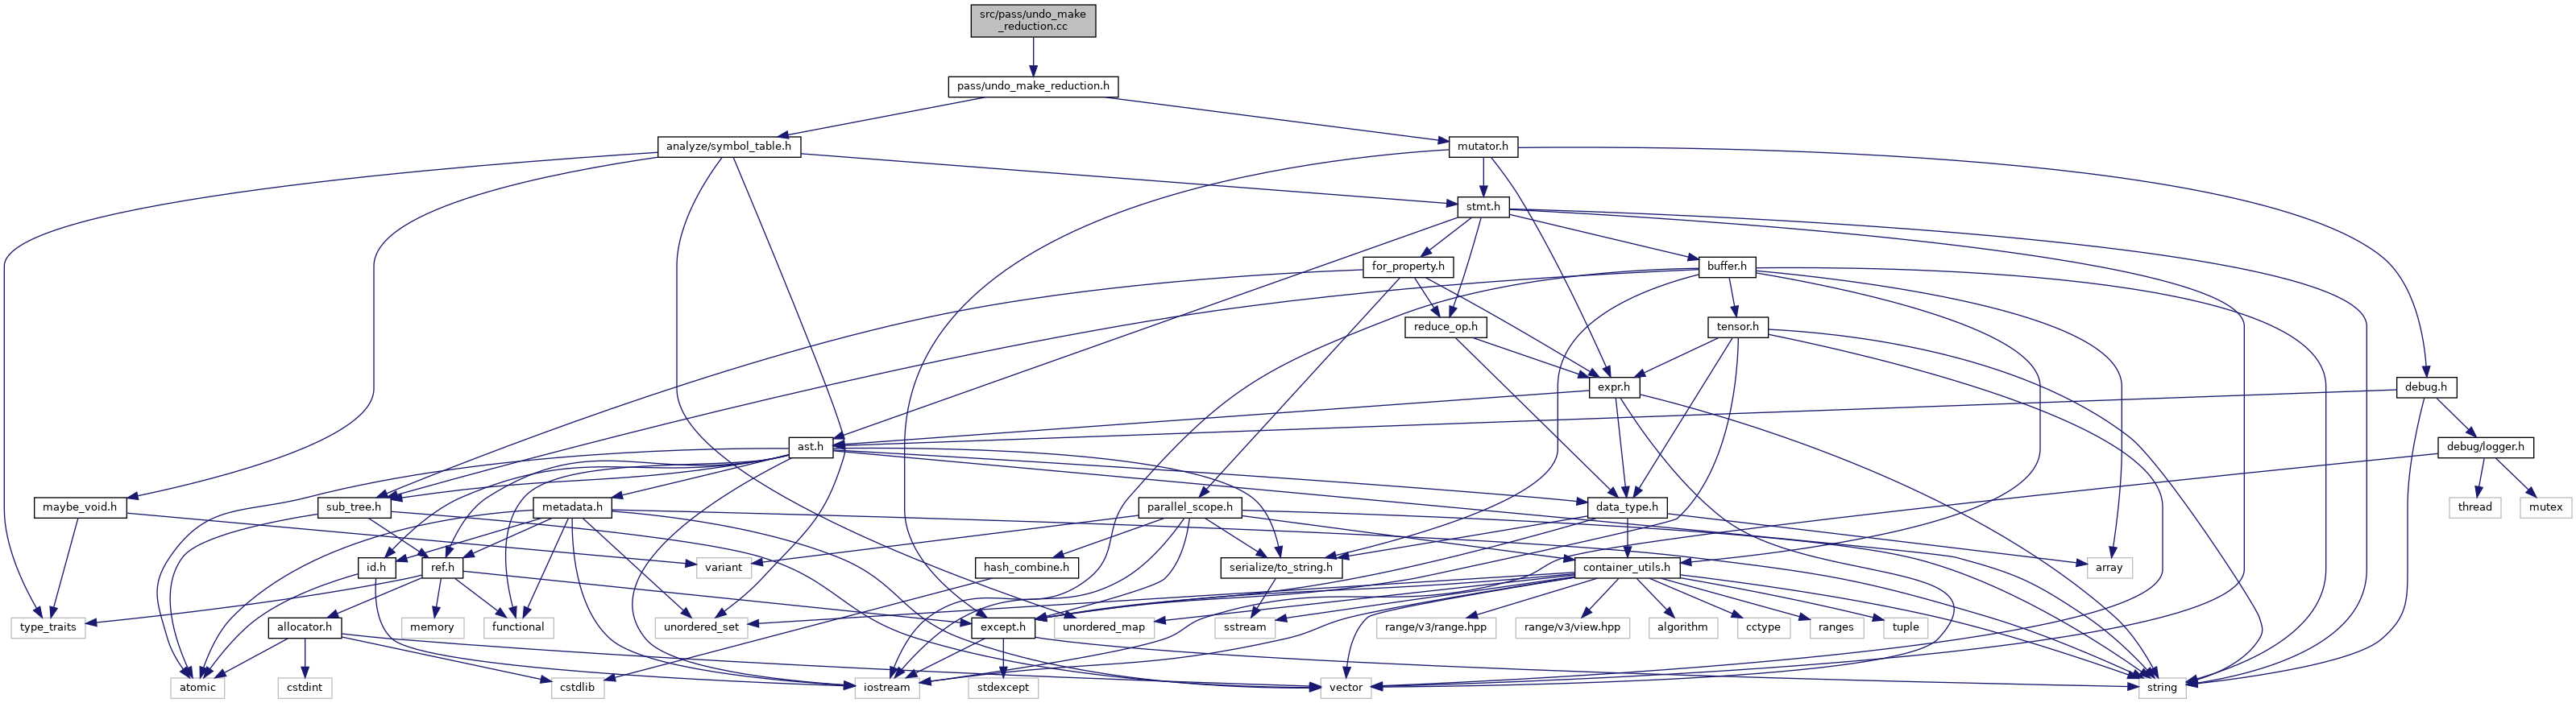 src/pass/undo_make
_reduction.cc
pass/undo_make_reduction.h
analyze/symbol_table.h
mutator.h
stmt.h
for_property.h
buffer.h
reduce_op.h
tensor.h
expr.h
debug.h
ast.h
debug/logger.h
maybe_void.h
sub_tree.h
metadata.h
parallel_scope.h
data_type.h
thread
mutex
id.h
ref.h
variant
hash_combine.h
serialize/to_string.h
container_utils.h
array
type_traits
allocator.h
memory
functional
unordered_set
except.h
unordered_map
sstream
range/v3/range.hpp
range/v3/view.hpp
algorithm
cctype
ranges
tuple
atomic
cstdint
cstdlib
iostream
stdexcept
vector
string